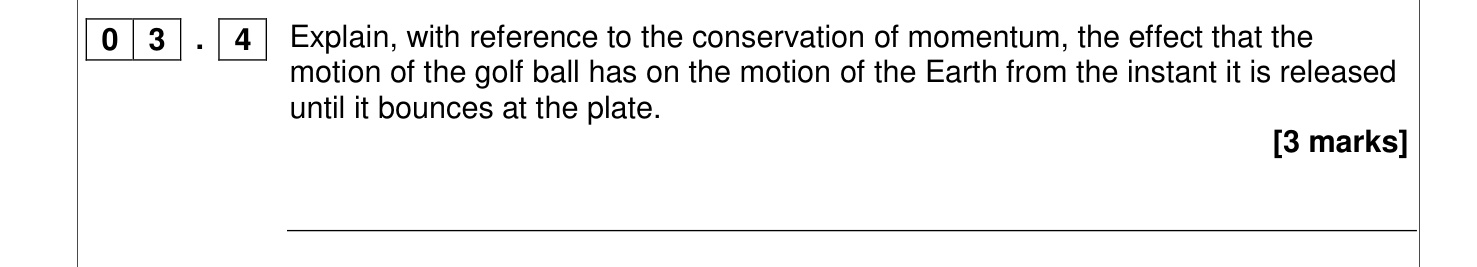 0 3 . 4 Explain, with reference to the conservation of momentum, the effect that the
motion of the golf ball has on the motion of the Earth from the instant it is released
until it bounces at the plate.
[3 marks]